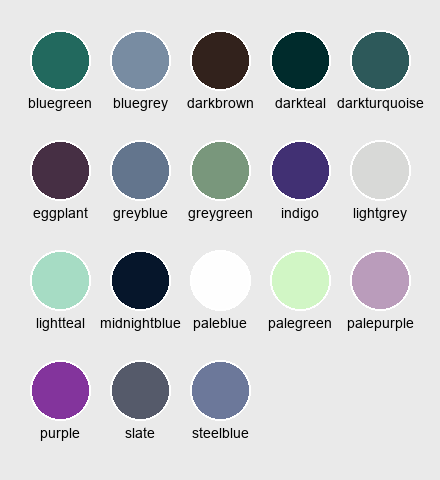 bluegreen bluegrey darkbrown darkteal darkturquoise
eggplant greyblue greygreen indigo lightgrey
lightteal midnightblue paleblue palegreen palepurple
purple slate steelblue